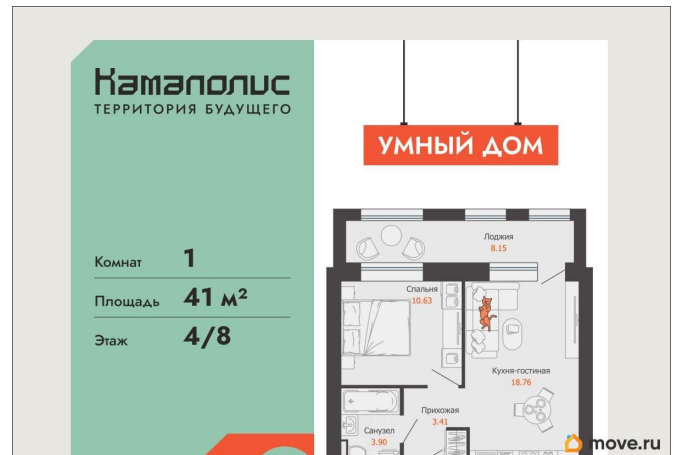 Камаполис
ТЕРРИТОРИЯ БУДУЩЕГО
УМНЫЙ ДОМ
Комнат 1
Площадь 41 м²
Этаж 4/8
Лоджия
8.15
Спальня
10.63
Кухня-гостиная
18.76
Прихожая
3.41
Санузел
3.90
move.ru